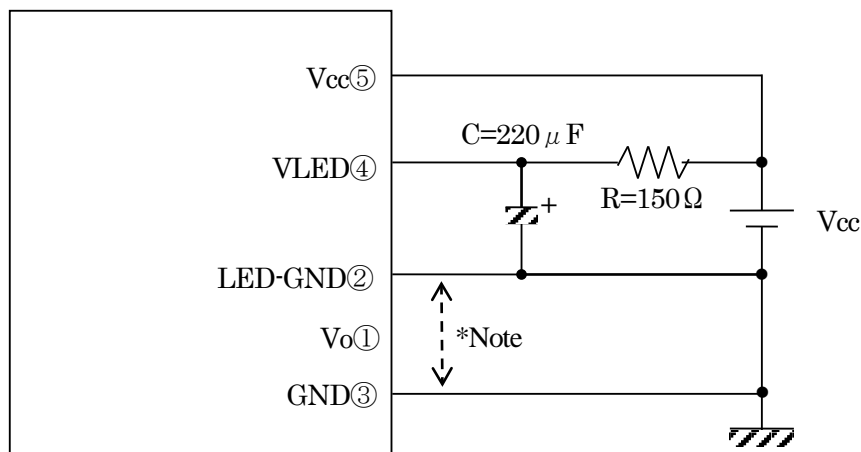 Vcc⑤
C=220μF
VLED④
+
R=150Ω
Vcc
LED-GND②
Vo①
*Note
GND③